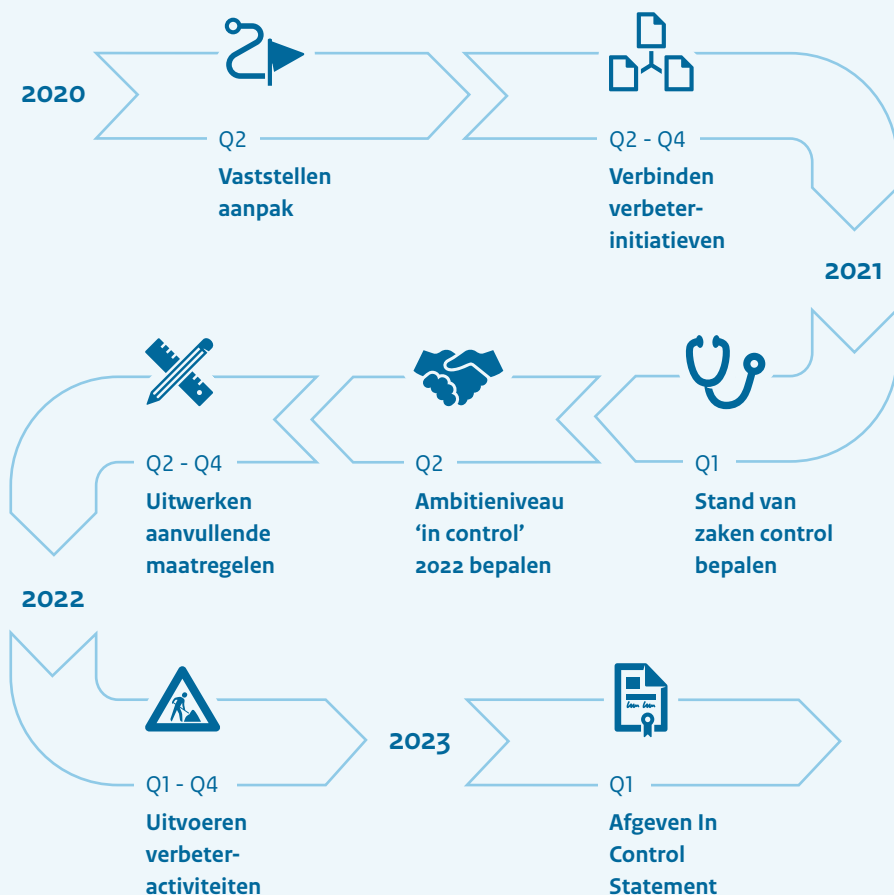 2020
Q2
Vaststellen
aanpak
Q2 - Q4
Verbinden
verbeter-
initiatieven
2021
Q1
Stand van
zaken control
bepalen
Q2
Ambitieniveau
‘in control’
2022 bepalen
Q2 - Q4
Uitwerken
aanvullende
maatregelen
2022
Q1 - Q4
Uitvoeren
verbeter-
activiteiten
2023
Q1
Afgeven In
Control
Statement